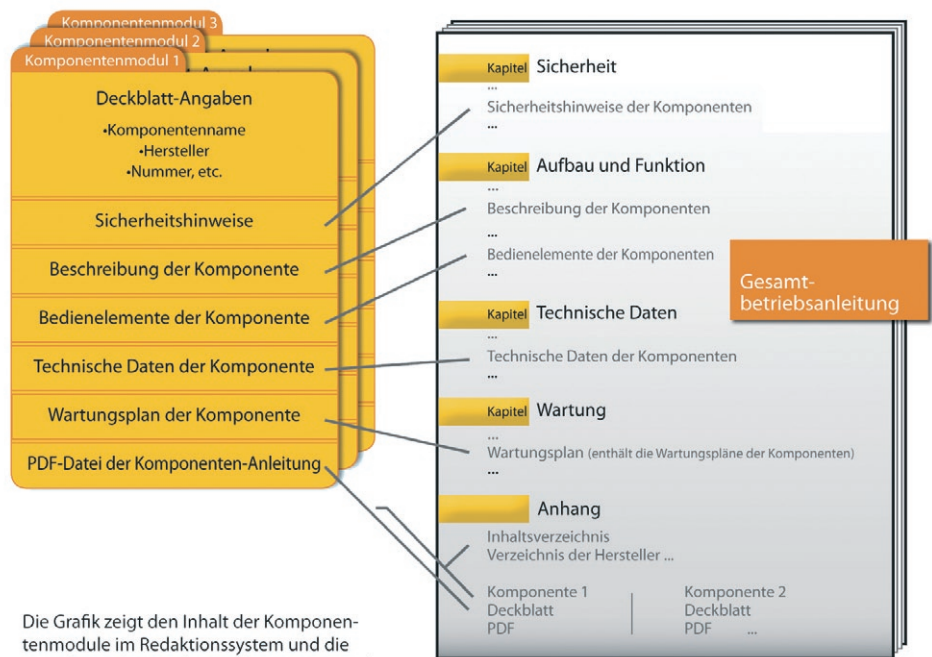 Komponentenmodul 3
Komponentenmodul 2
Komponentenmodul 1
Deckblatt-Angaben
•Komponentenname
•Hersteller
•Nummer, etc.
Sicherheitshinweise
Beschreibung der Komponente
Bedienelemente der Komponente
Technische Daten der Komponente
Wartungsplan der Komponente
PDF-Datei der Komponenten-Anleitung
Die Grafik zeigt den Inhalt der Komponen-
tenmodule im Redaktionssystem und die
Kapitel Sicherheit
...
Sicherheitshinweise der Komponenten
...
Kapitel Aufbau und Funktion
...
Beschreibung der Komponenten
...
Bedienelemente der Komponenten
...
Kapitel Technische Daten
...
Technische Daten der Komponenten
...
Kapitel Wartung
...
Wartungsplan (enthält die Wartungspläne der Komponenten)
...
Anhang
Inhaltsverzeichnis
Verzeichnis der Hersteller ...
Komponente 1
Deckblatt
PDF
Komponente 2
Deckblatt
PDF ...
Gesamt-
betriebsanleitung